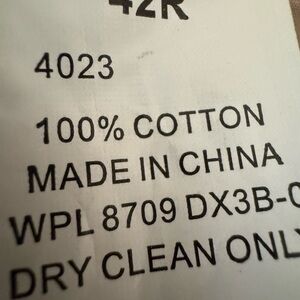 42R
4023
100% COTTON
MADE IN CHINA
WPL 8709 DX3B-0
DRY CLEAN ONLY